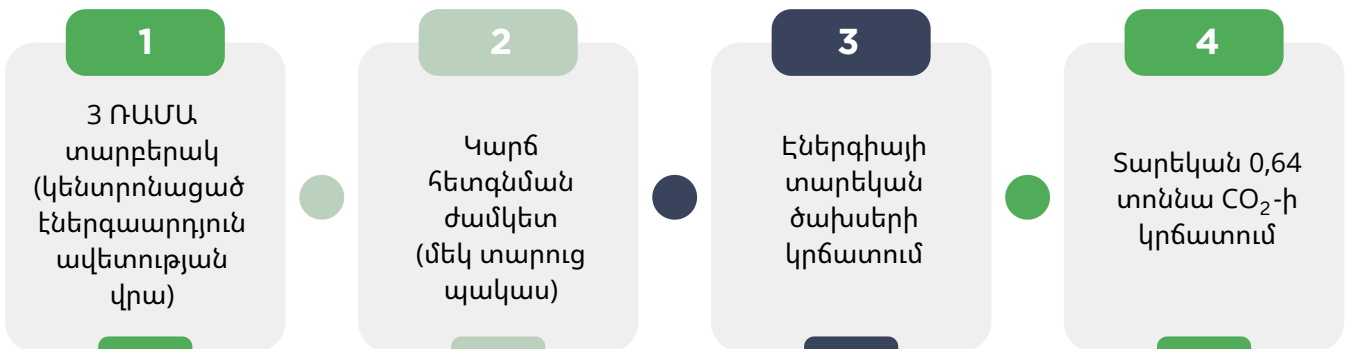 1
3 ՌԱՄԱ
տարբերակ
(կենտրոնացած
էներգաարդյուն
ավետության
վրա)
2
Կարճ
հետգնման
ժամկետ
(մեկ տարուց
պակաս)
3
Էներգիայի
տարեկան
ծախսերի
կրճատում
4
Տարեկան 0,64
տոննա CO₂-ի
կրճատում